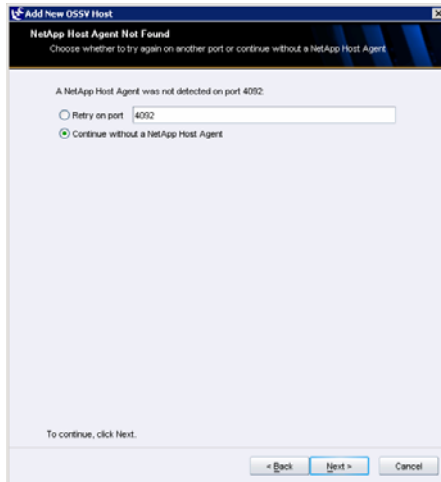 Add New OSSV Host
NetApp Host Agent Not Found
Choose whether to try again on another port or continue without a NetApp Host Agent
A NetApp Host Agent was not detected on port 4092:
Retry on port 4092
Continue without a NetApp Host Agent
To continue, click Next.
< Back Next > Cancel